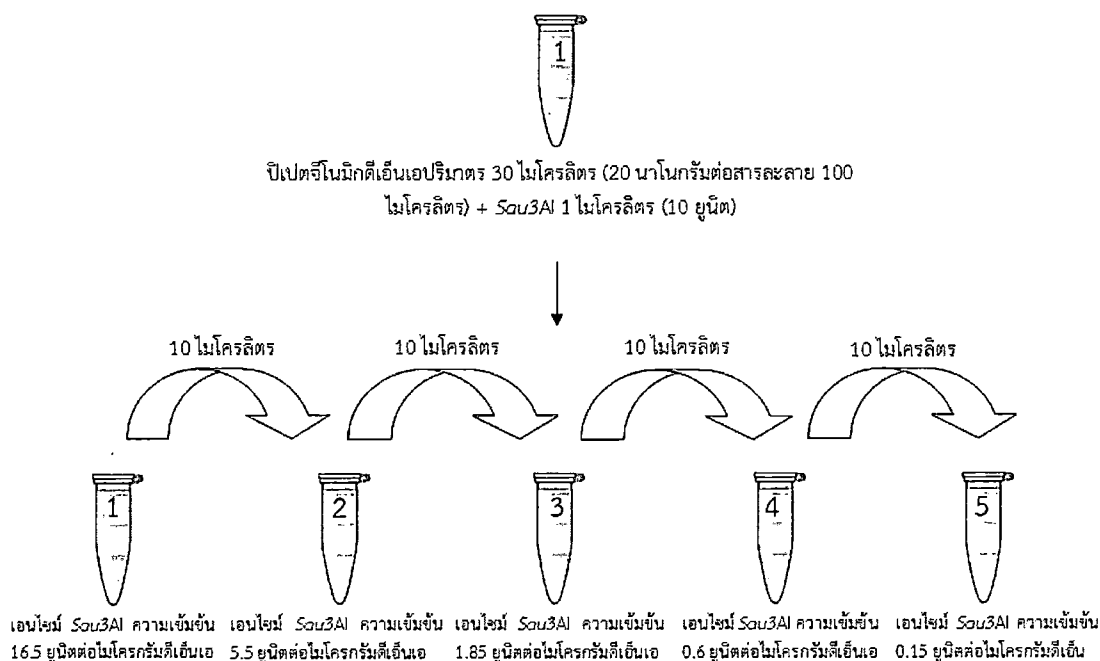 1
ปิเปตจีโนมิกดีเอ็นเอปริมาตร 30 ไมโครลิตร (20 นาโนกรัมต่อสารละลาย 100
ไมโครลิตร) + Sau3AI 1 ไมโครลิตร (10 ยูนิต)
10 ไมโครลิตร 10 ไมโครลิตร 10 ไมโครลิตร 10 ไมโครลิตร
1 2 3 4 5
เอนไซม์ Sau3AI ความเข้มข้น เอนไซม์ Sau3AI ความเข้มข้น เอนไซม์ Sau3AI ความเข้มข้น เอนไซม์ Sau3AI ความเข้มข้น เอนไซม์ Sau3AI ความเข้มข้น
16.5 ยูนิตต่อไมโครกรัมดีเอ็นเอ 5.5 ยูนิตต่อไมโครกรัมดีเอ็นเอ 1.85 ยูนิตต่อไมโครกรัมดีเอ็นเอ 0.6 ยูนิตต่อไมโครกรัมดีเอ็นเอ 0.15 ยูนิตต่อไมโครกรัมดีเอ็น